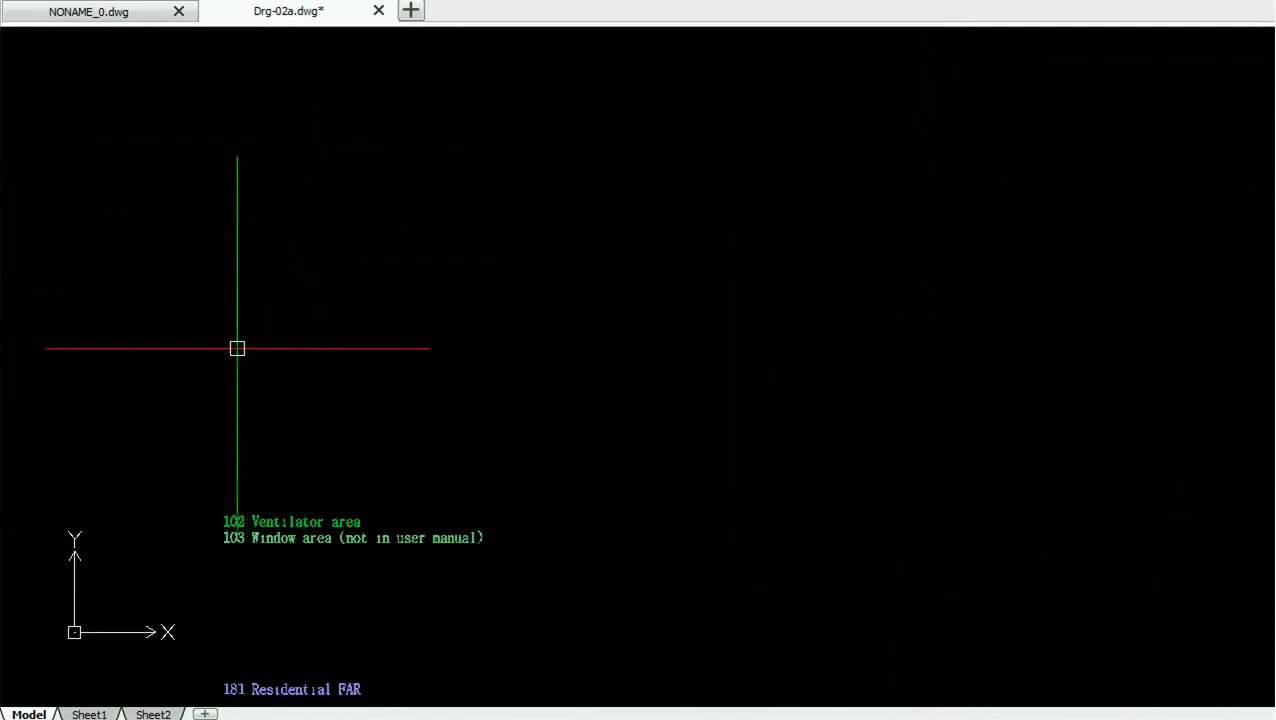 NONAME_0.dwg
Drg-02a.dwg*
102 Ventilator area
103 Window area (not in user manual)
Y
X
181 Residential FAR
Model Sheet1 Sheet2